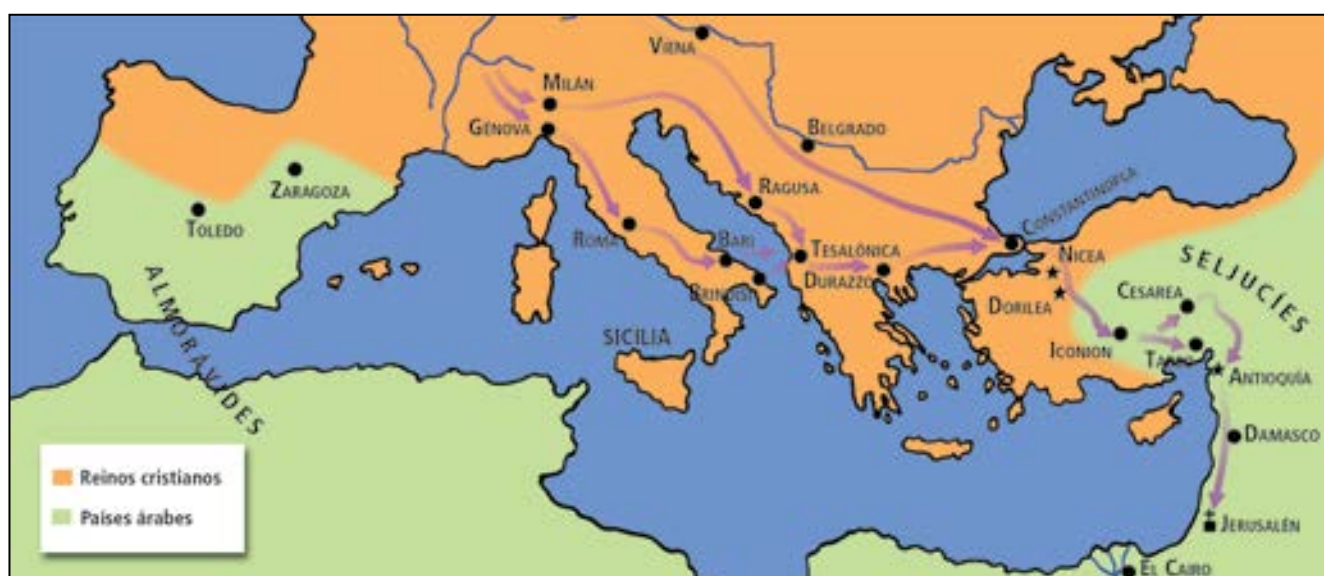 VIENA
MILÁN
GÉNOVA
BELGRADO
ZARAGOZA
RAGUSA
CONSTANTINOPLA
TOLEDO
ROMA
BARI
TESALÓNICA
NICEA
SELJUCÍES
BRINDISI
DURAZZO
DORILEA
CESAREA
ALMORÁVIDES
SICILIA
ICONION
ANTIOQUÍA
DAMASCO
Reinos cristianos
Países árabes
JERUSALÉN
EL CAIRO